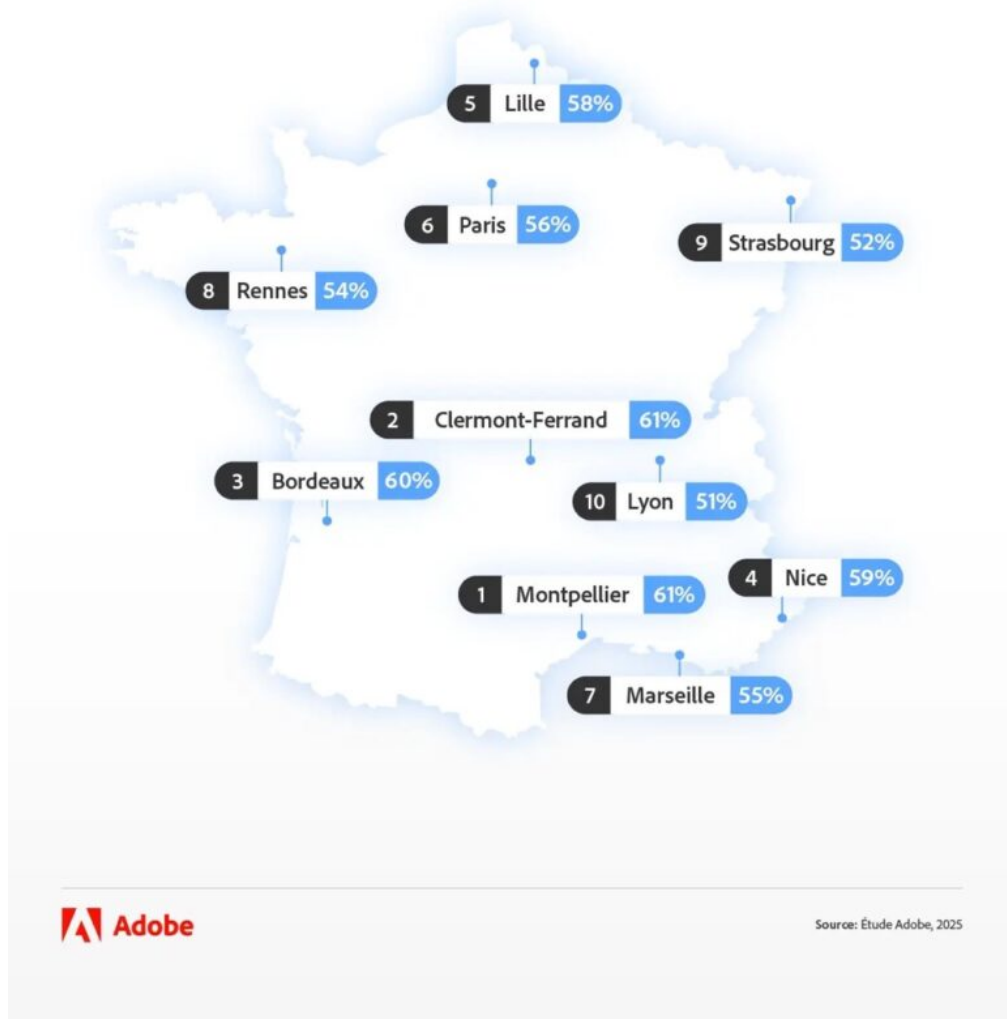 5 Lille 58%
6 Paris 56%
9 Strasbourg 52%
8 Rennes 54%
2 Clermont-Ferrand 61%
3 Bordeaux 60%
10 Lyon 51%
4 Nice 59%
1 Montpellier 61%
7 Marseille 55%
Adobe
Source: Étude Adobe, 2025